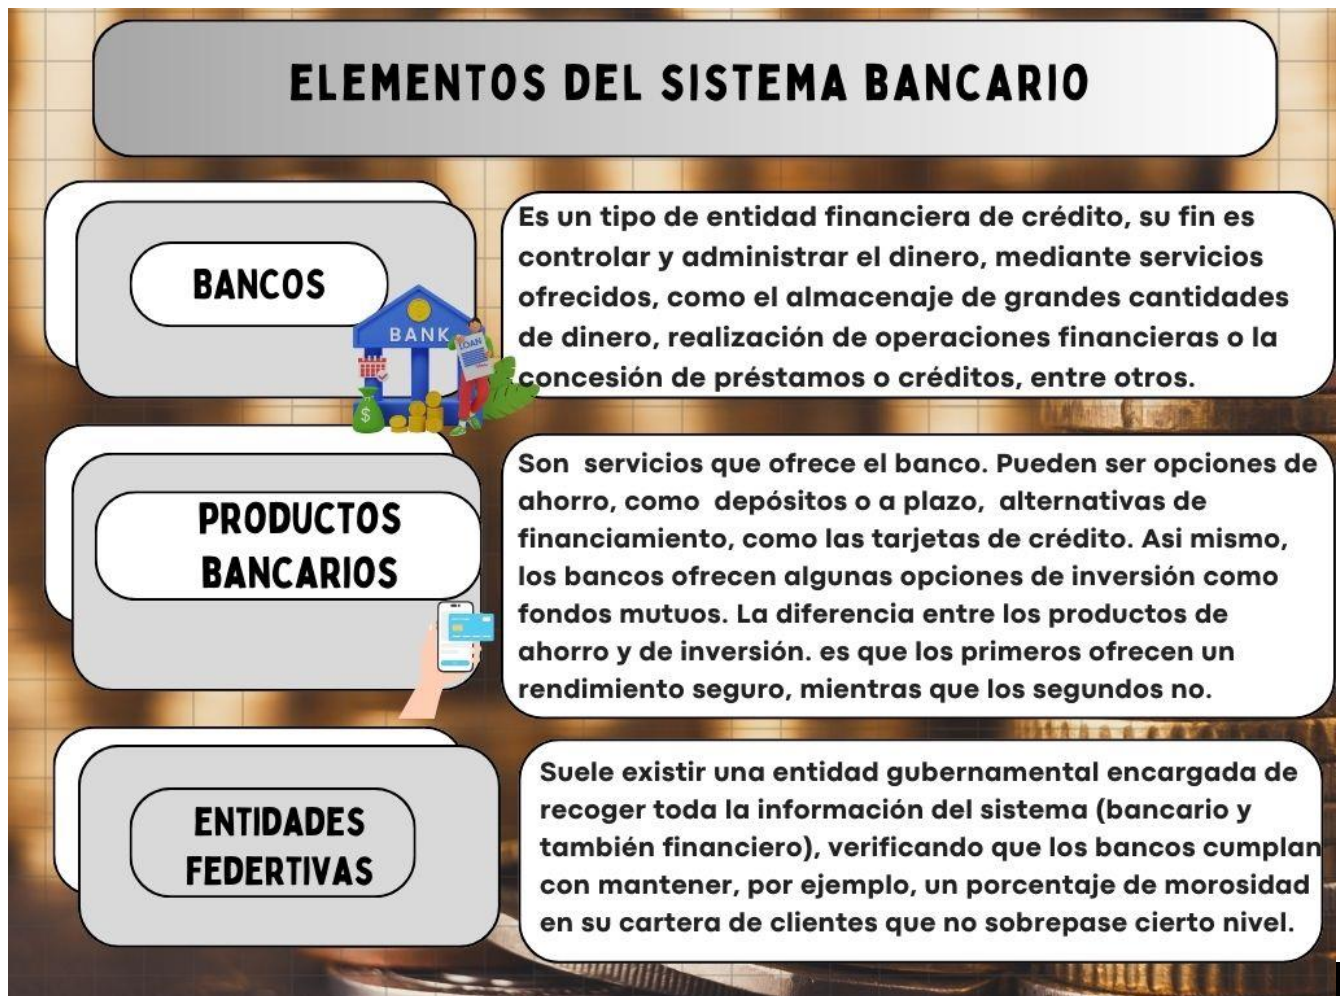 ELEMENTOS DEL SISTEMA BANCARIO
BANCOS
BANK
LOAN
$
Es un tipo de entidad financiera de crédito, su fin es
controlar y administrar el dinero, mediante servicios
ofrecidos, como el almacenaje de grandes cantidades
de dinero, realización de operaciones financieras o la
concesión de préstamos o créditos, entre otros.
PRODUCTOS
BANCARIOS
Son servicios que ofrece el banco. Pueden ser opciones de
ahorro, como depósitos o a plazo, alternativas de
financiamiento, como las tarjetas de crédito. Asi mismo,
los bancos ofrecen algunas opciones de inversión como
fondos mutuos. La diferencia entre los productos de
ahorro y de inversión. es que los primeros ofrecen un
rendimiento seguro, mientras que los segundos no.
ENTIDADES
FEDERTIVAS
Suele existir una entidad gubernamental encargada de
recoger toda la información del sistema (bancario y
también financiero), verificando que los bancos cumplan
con mantener, por ejemplo, un porcentaje de morosidad
en su cartera de clientes que no sobrepase cierto nivel.